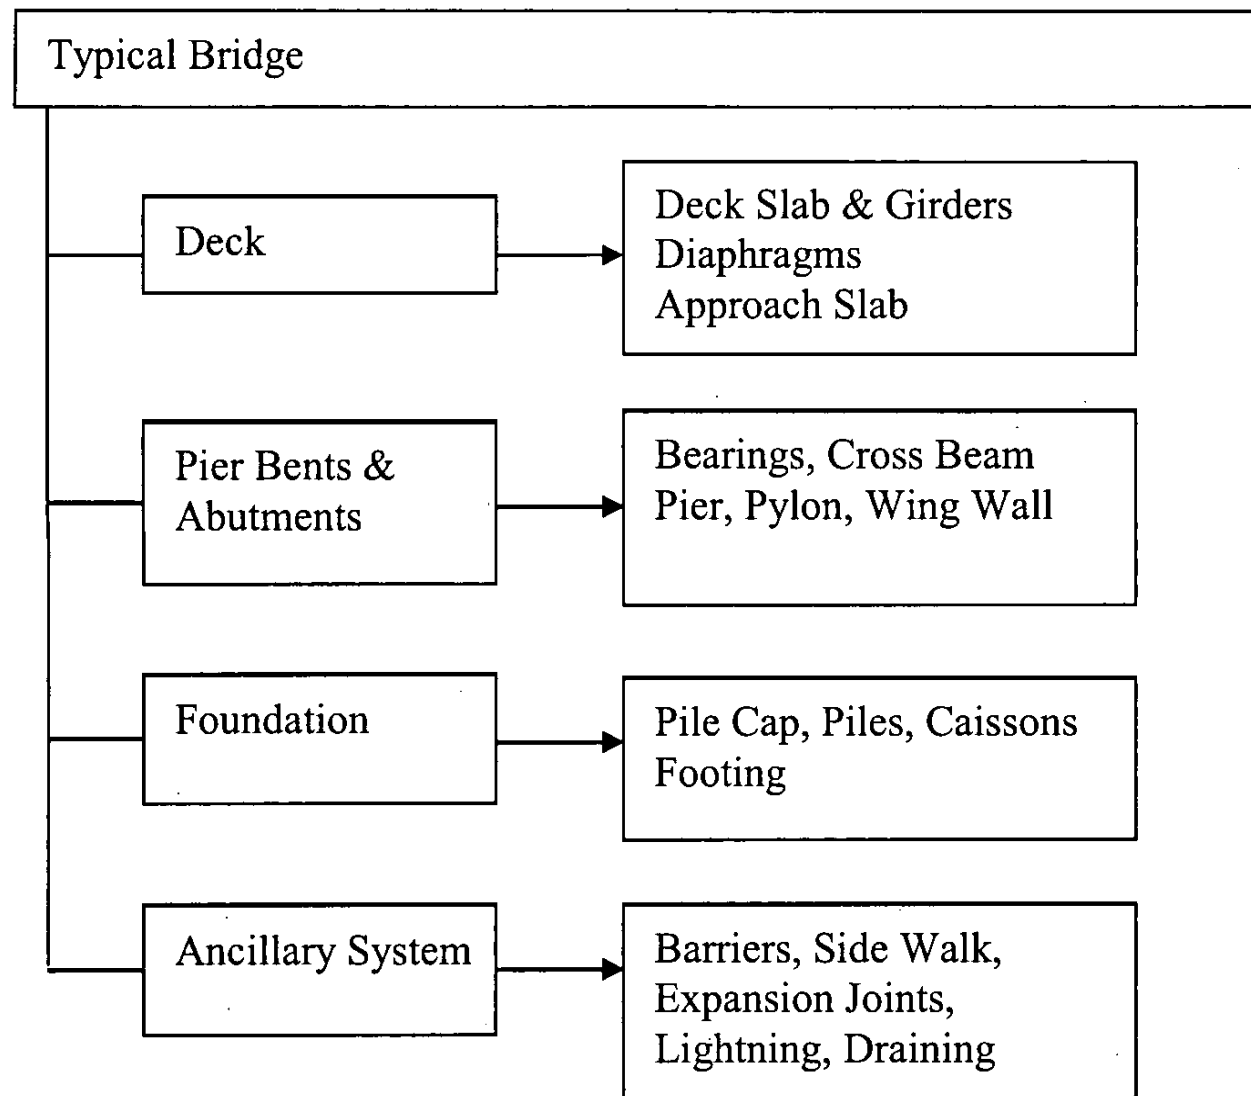 Typical Bridge
Deck
Deck Slab & Girders
Diaphragms
Approach Slab
Pier Bents &
Abutments
Bearings, Cross Beam
Pier, Pylon, Wing Wall
Foundation
Pile Cap, Piles, Caissons
Footing
Ancillary System
Barriers, Side Walk,
Expansion Joints,
Lightning, Draining